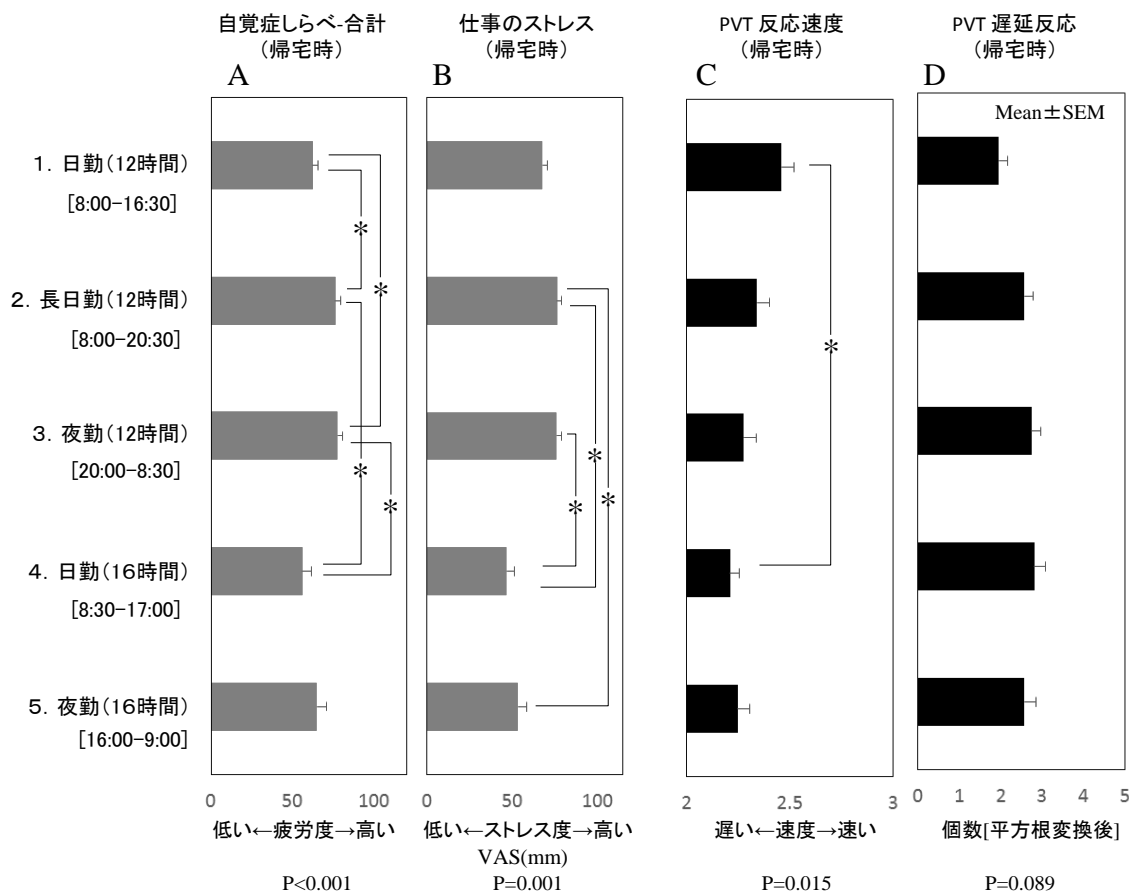 自覚症しらべ-合計
（帰宅時）
仕事のストレス
（帰宅時）
PVT 反応速度
（帰宅時）
PVT 遅延反応
（帰宅時）
A
B
C
D
Mean±SEM
1．日勤（12時間）
[8:00-16:30]
2．長日勤（12時間）
[8:00-20:30]
3．夜勤（12時間）
[20:00-8:30]
4．日勤（16時間）
[8:30-17:00]
5．夜勤（16時間）
[16:00-9:00]
＊
＊
＊
＊
＊
＊
＊
＊
0 50 100
0 50 100
2 2.5 3
0 1 2 3 4 5
低い←疲労度→高い
低い←ストレス度→高い
VAS(mm)
遅い←速度→速い
個数[平方根変換後]
P<0.001
P=0.001
P=0.015
P=0.089